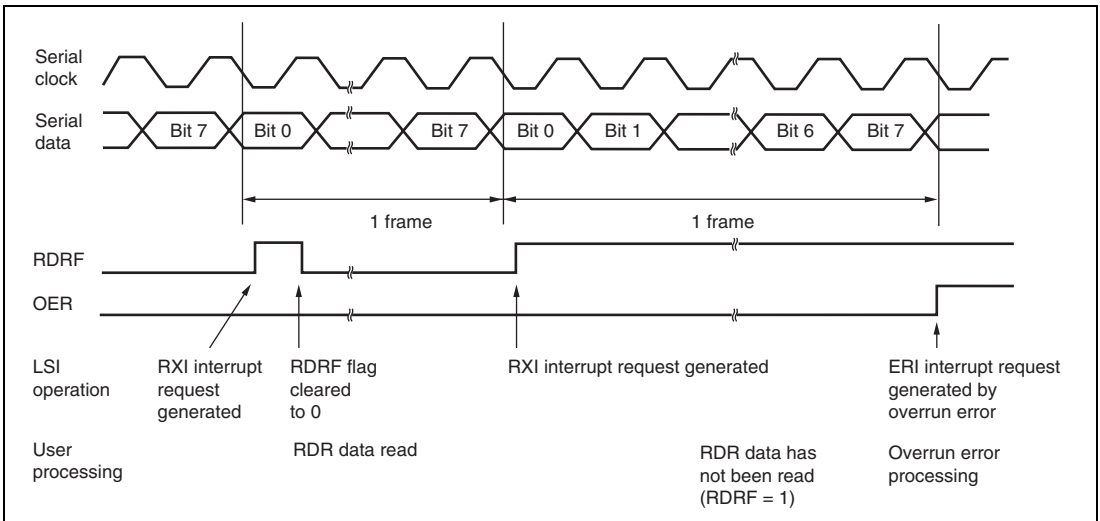 Serial
clock
Serial
data
Bit 7
Bit 0
Bit 7
Bit 0
Bit 1
Bit 6
Bit 7
1 frame
1 frame
RDRF
OER
LSI
operation
RXI interrupt
request
generated
RDRF flag
cleared
to 0
RXI interrupt request generated
ERI interrupt request
generated by
overrun error
User
processing
RDR data read
RDR data has
not been read
(RDRF = 1)
Overrun error
processing